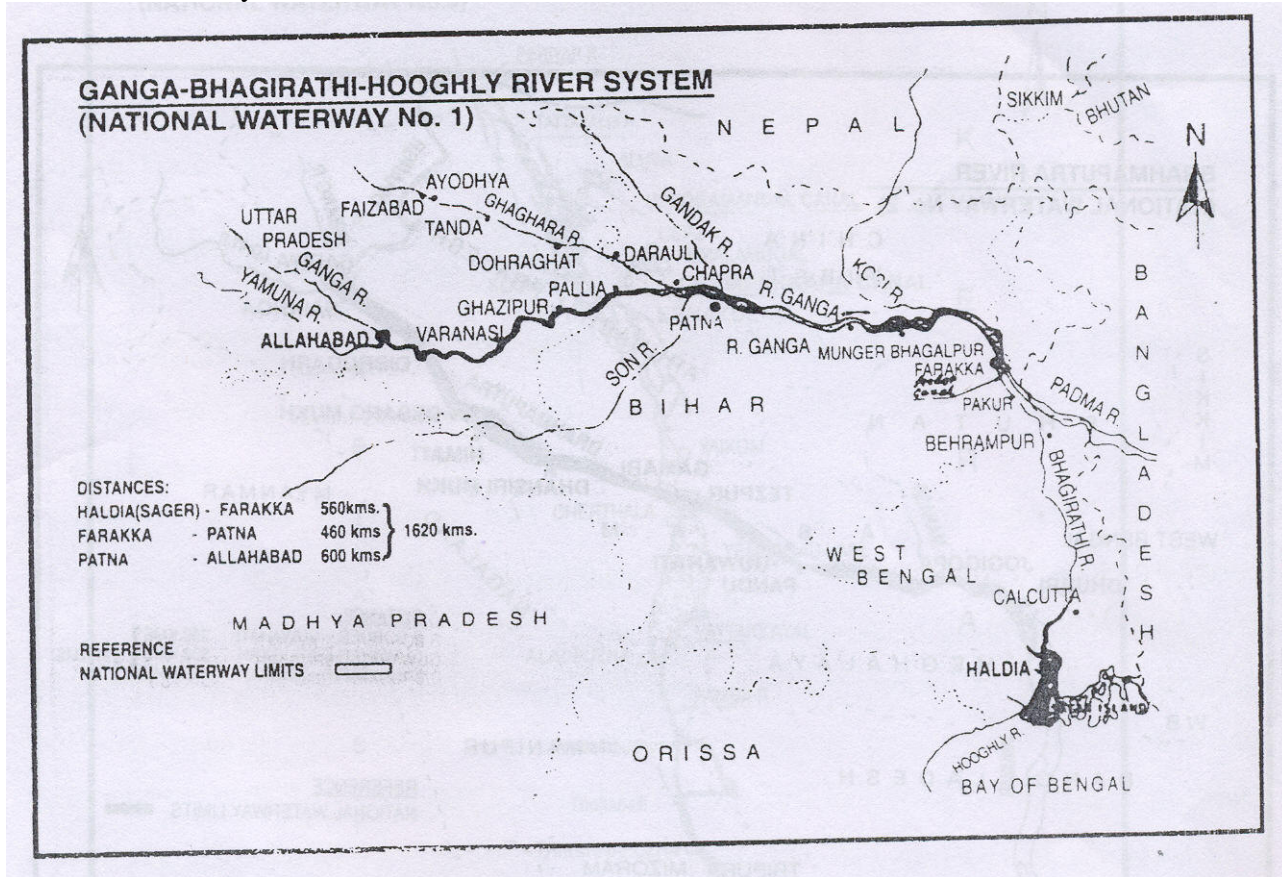 GANGA-BHAGIRATHI-HOOGHLY RIVER SYSTEM
(NATIONAL WATERWAY No. 1)
N E P A L
SIKKIM
BHUTAN
N
AYODHYA
FAIZABAD
TANDA
GHAGHARA R.
DOHRAGHAT
GANDAK R.
UTTAR
PRADESH
GANGA R.
YAMUNA R.
ALLAHABAD
VARANASI
GHAZIPUR
PALLIA
DARAULI
CHAPRA
PATNA
R. GANGA
R. GANGA
SON R.
MUNGER
BHAGALPUR
FARAKKA
Canal
PAKUR
PADMA R.
BANGLADESH
BIHAR
BEHRAMPUR
BHAGIRATHI R.
DISTANCES:
HALDIA(SAGER) - FARAKKA 560kms.
FARAKKA - PATNA 460 kms
PATNA - ALLAHABAD 600 kms.
1620 kms.
WEST
BENGAL
CALCUTTA
MADHYA PRADESH
REFERENCE
NATIONAL WATERWAY LIMITS
HALDIA
ISLAND
ORISSA
HOOGHLY R.
BAY OF BENGAL